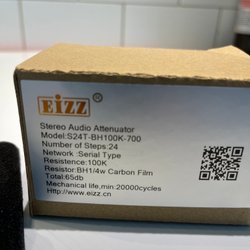 EIZZ
Stereo Audio Attenuator
Model:S24T-BH100K-700
Number of Steps:24
Network :Serial Type
Resistence:100K
Resistor:BH1/4w Carbon Film
Total:65db
Mechanical life,min:20000cycles
Http://www.eizz.cn